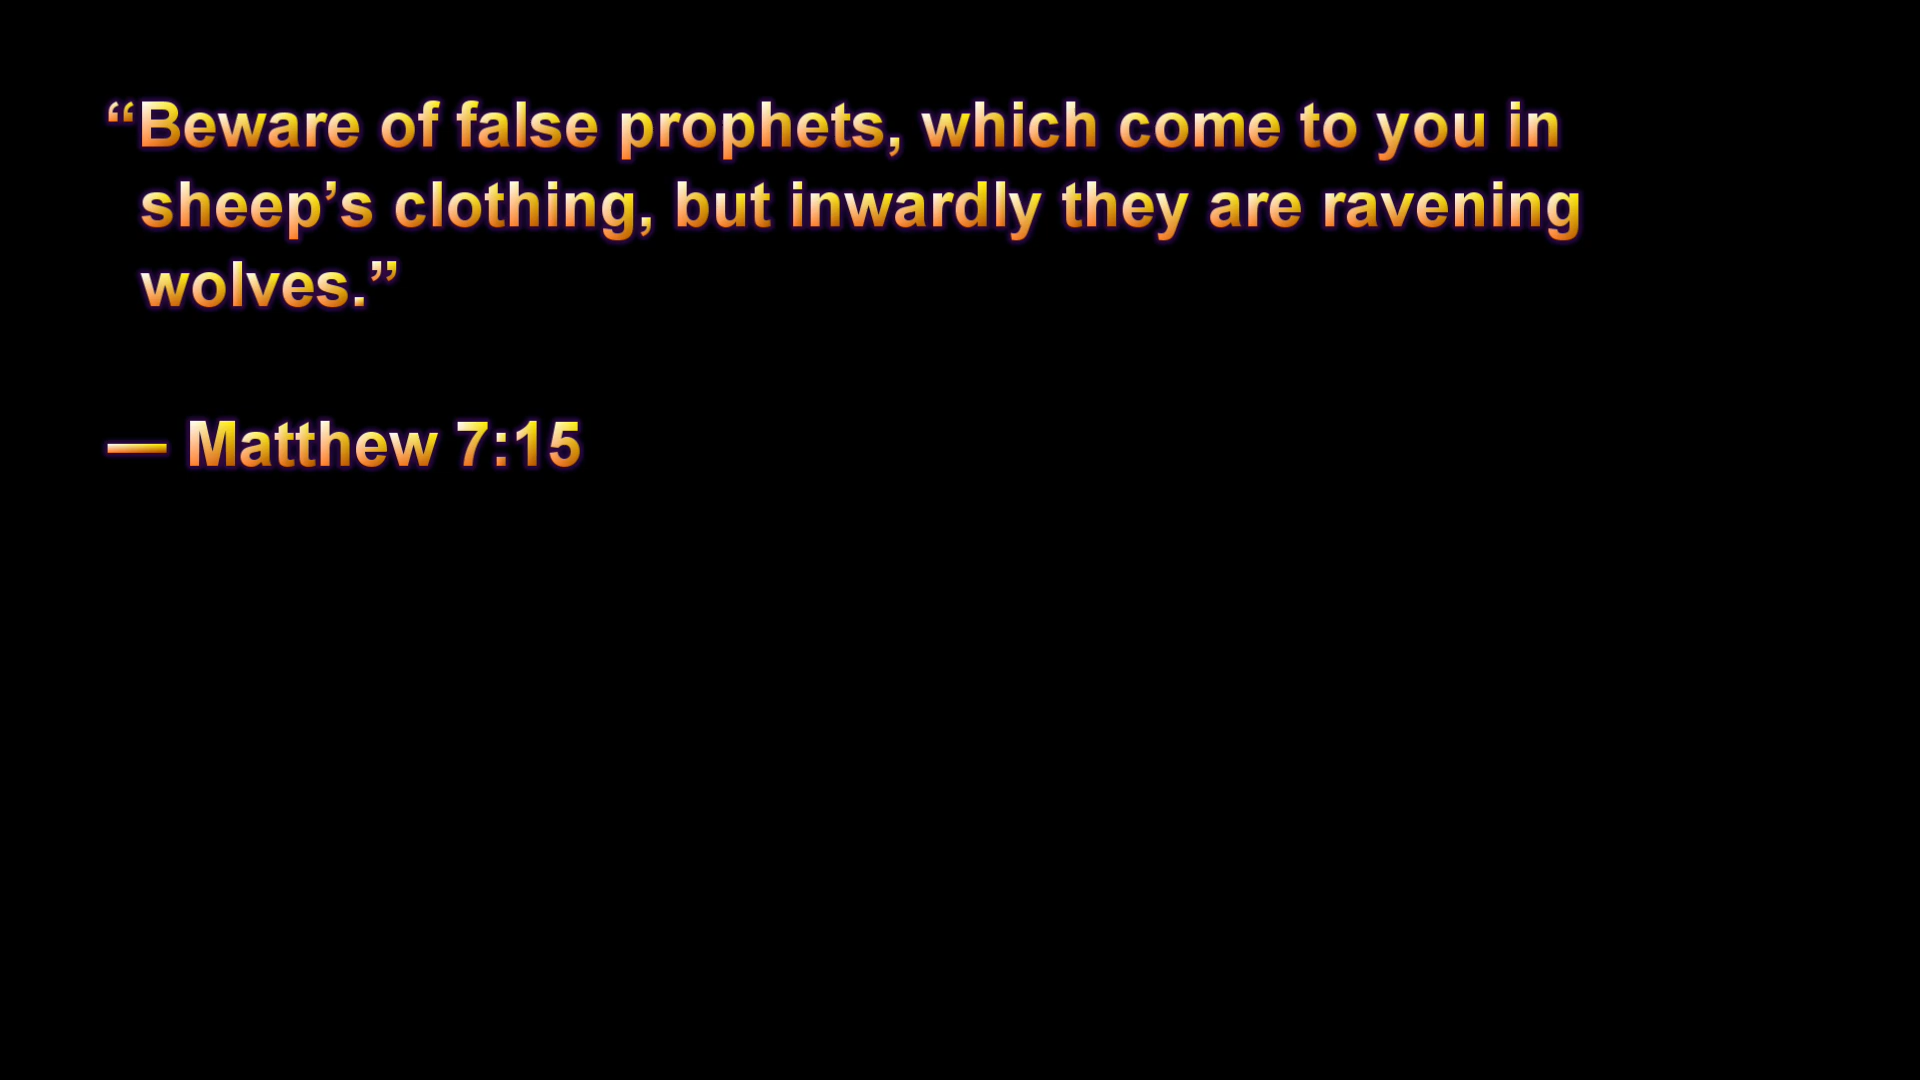 “Beware of false prophets, which come to you in
sheep’s clothing, but inwardly they are ravening
wolves.”
— Matthew 7:15